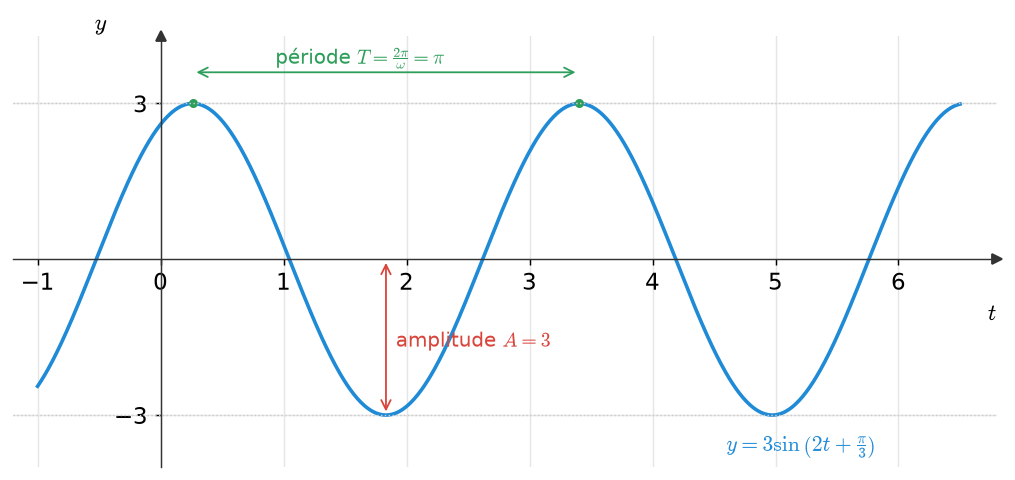 y
période T = 2π/ω = π
3
−1 0 1 2 3 4 5 6
t
amplitude A = 3
−3
y = 3sin (2t + π/3)